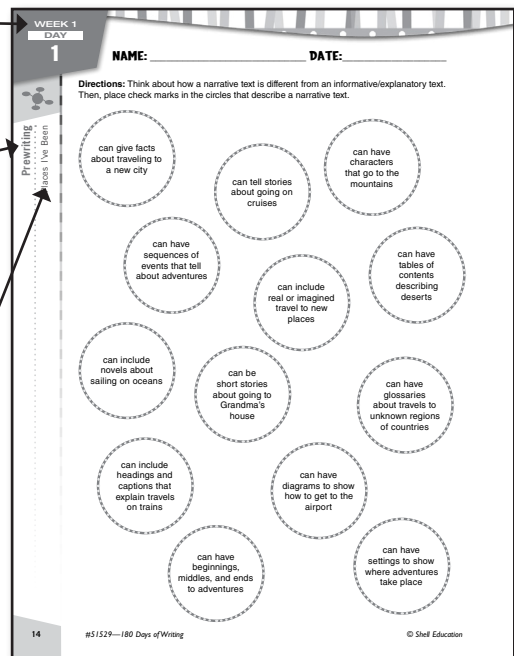 WEEK 1
DAY
1
NAME: DATE:
Directions: Think about how a narrative text is different from an informative/explanatory text.
Then, place check marks in the circles that describe a narrative text.
Prewriting
laces I've Been
can give facts
about traveling to
a new city
can tell stories
about going on
cruises
can have
characters
that go to the
mountains
can have
sequences of
events that tell
about adventures
can include
real or imagined
travel to new
places
can have
tables of
contents
describing
deserts
can include
novels about
sailing on oceans
can be
short stories
about going to
Grandma's
house
can have
glossaries
about travels to
unknown regions
of countries
can include
headings and
captions that
explain travels
on trains
can have
diagrams to show
how to get to the
airport
can have
beginnings,
middles, and ends
to adventures
can have
settings to show
where adventures
take place
14 #51529—180 Days of Writing © Shell Education